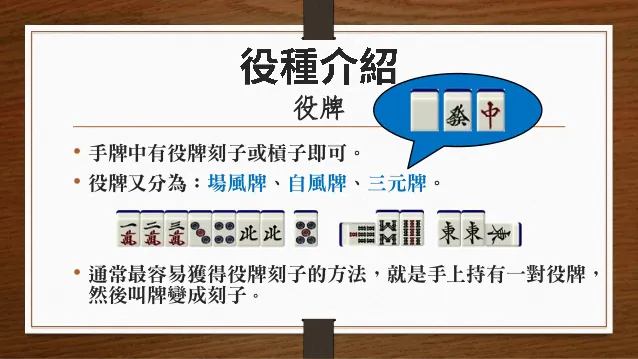 役種介紹
役牌
發 中
• 手牌中有役牌刻子或槓子即可。
• 役牌又分為：場風牌、自風牌、三元牌。
一萬 二萬 三萬 北 北 東 東 東
• 通常最容易獲得役牌刻子的方法，就是手上持有一對役牌，
然後叫牌變成刻子。